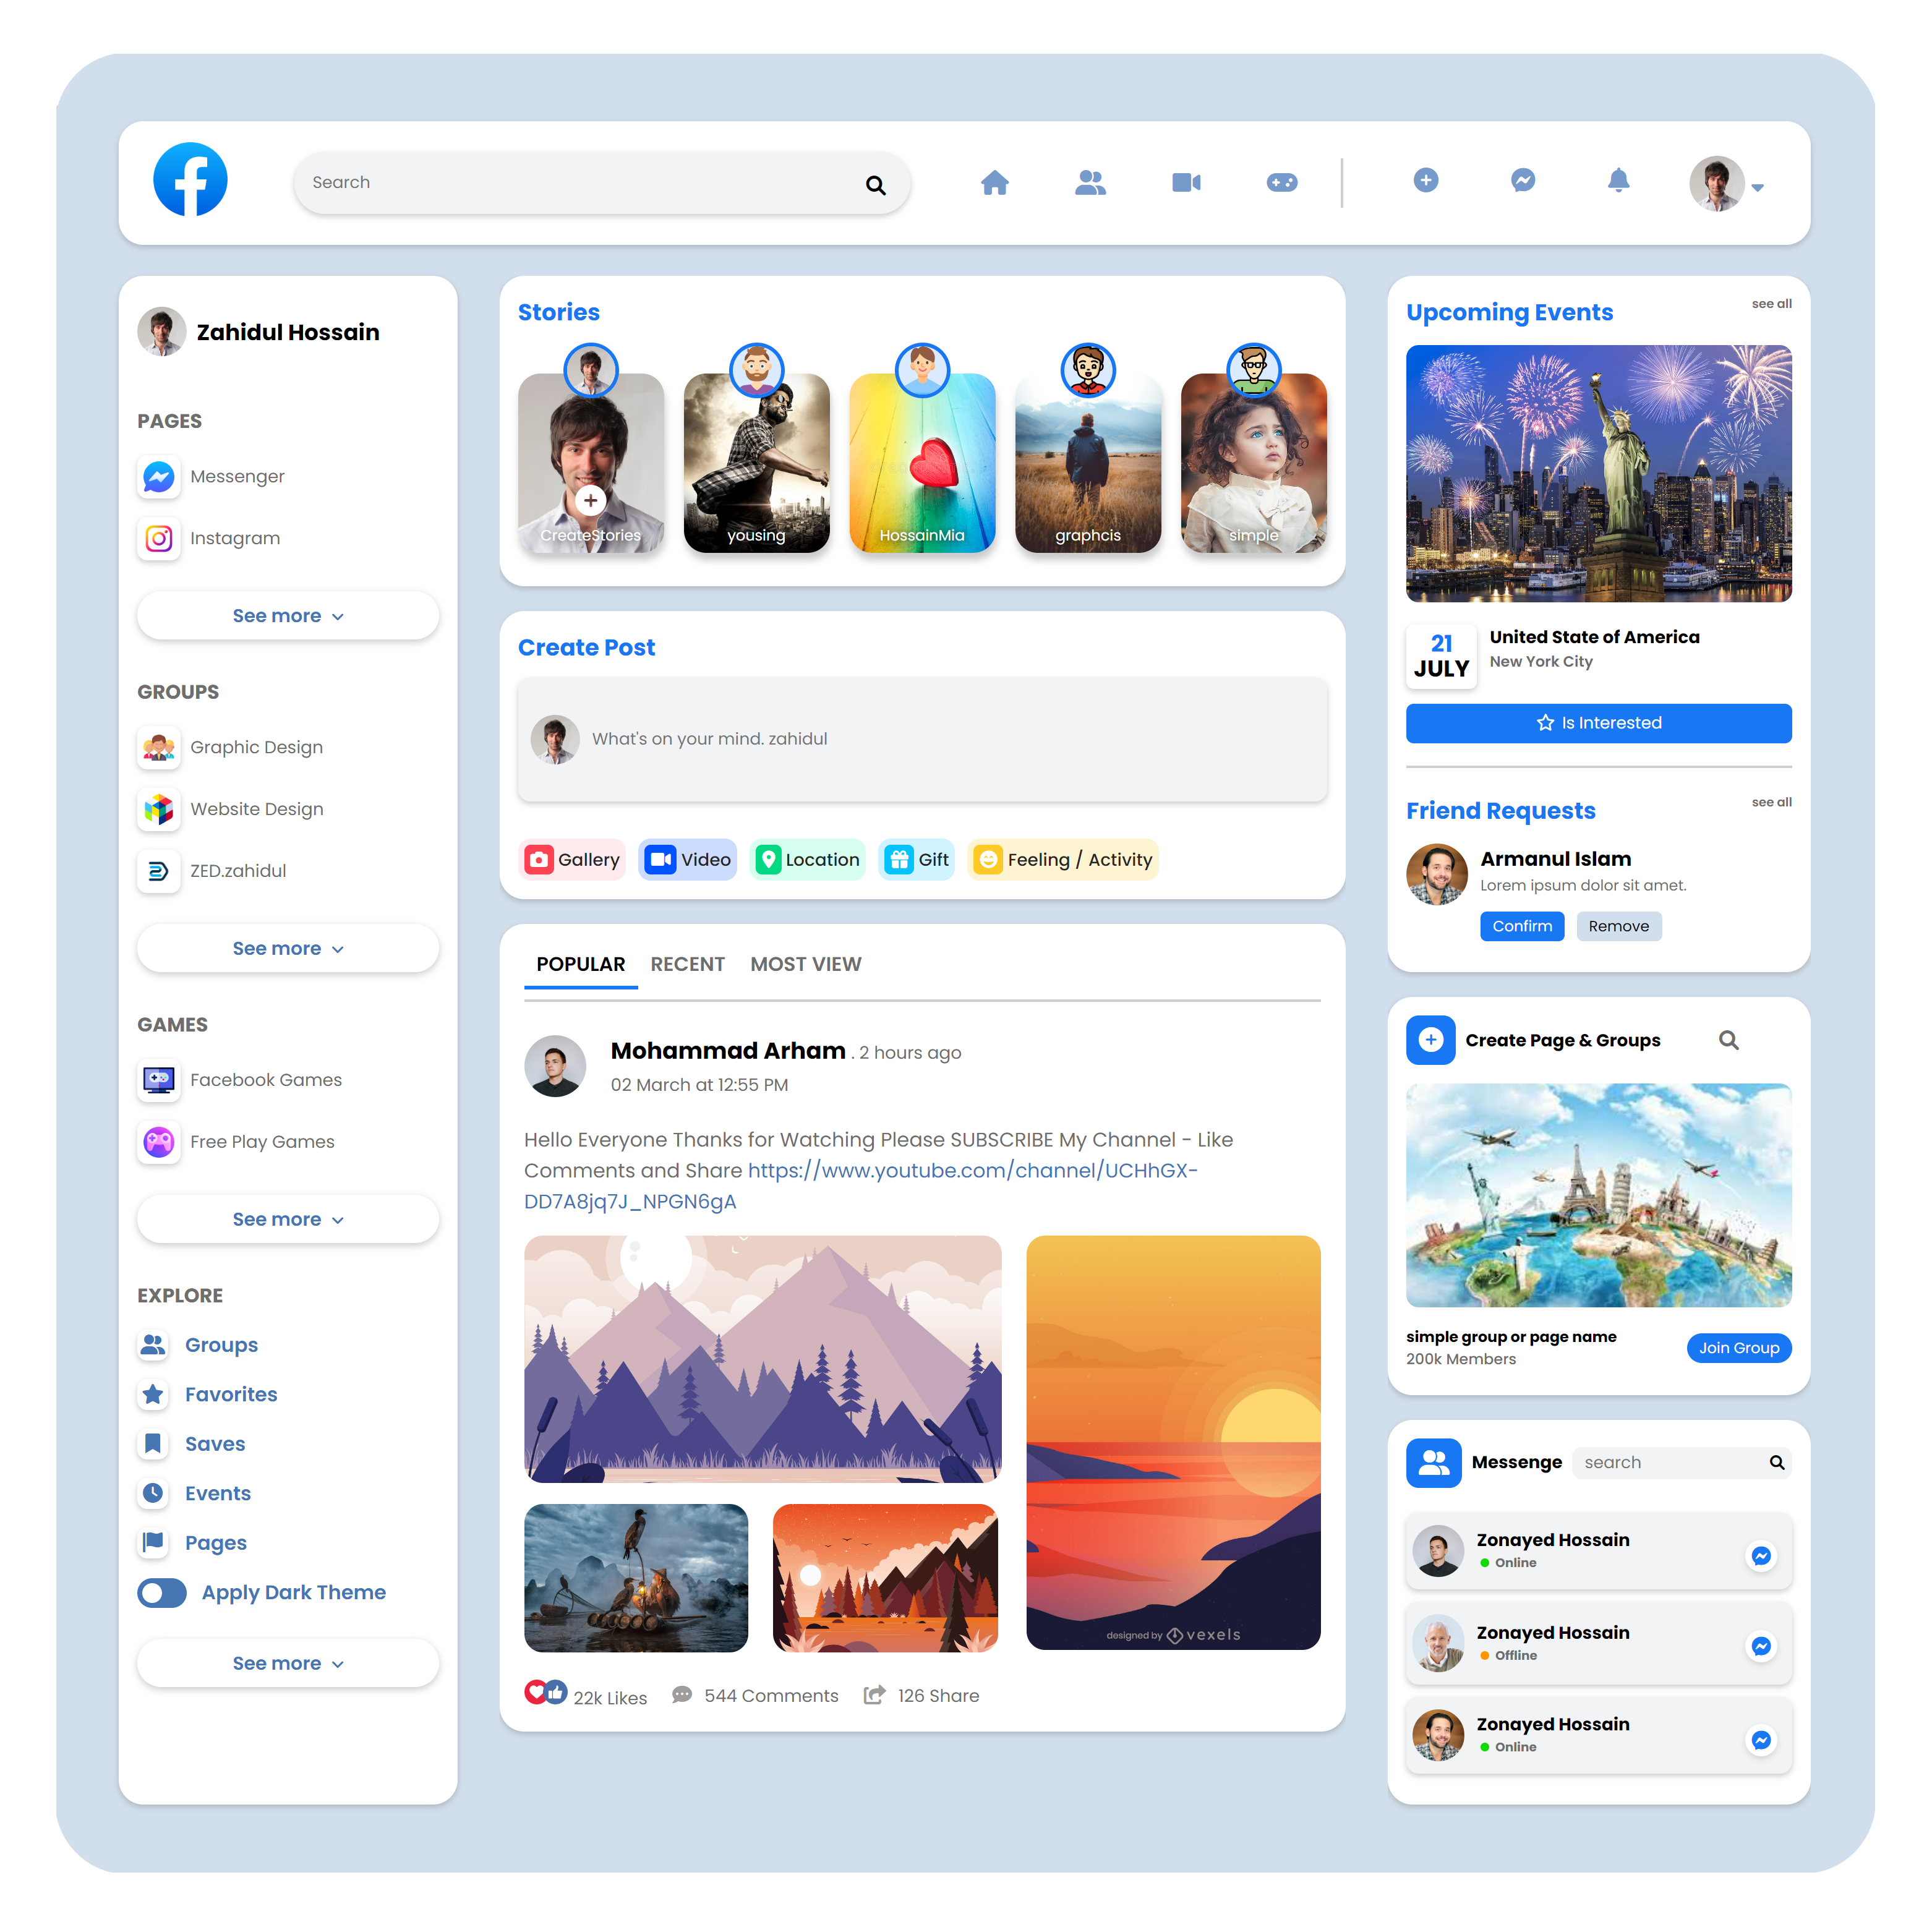 Search
Zahidul Hossain
PAGES
Messenger
Instagram
See more
GROUPS
Graphic Design
Website Design
ZED.zahidul
See more
GAMES
Facebook Games
Free Play Games
See more
EXPLORE
Groups
Favorites
Saves
Events
Pages
Apply Dark Theme
See more
Stories
CreateStories
yousing
HossainMia
graphcis
simple
Create Post
What's on your mind. zahidul
Gallery
Video
Location
Gift
Feeling / Activity
POPULAR
RECENT
MOST VIEW
Mohammad Arham . 2 hours ago
02 March at 12:55 PM
Hello Everyone Thanks for Watching Please SUBSCRIBE My Channel - Like
Comments and Share https://www.youtube.com/channel/UCHhGX-
DD7A8jq7J_NPGN6gA
designed by vexels
22k Likes
544 Comments
126 Share
Upcoming Events
see all
21
JULY
United State of America
New York City
Is Interested
Friend Requests
see all
Armanul Islam
Lorem ipsum dolor sit amet.
Confirm
Remove
Create Page & Groups
simple group or page name
200k Members
Join Group
Messenge
search
Zonayed Hossain
Online
Zonayed Hossain
Offline
Zonayed Hossain
Online